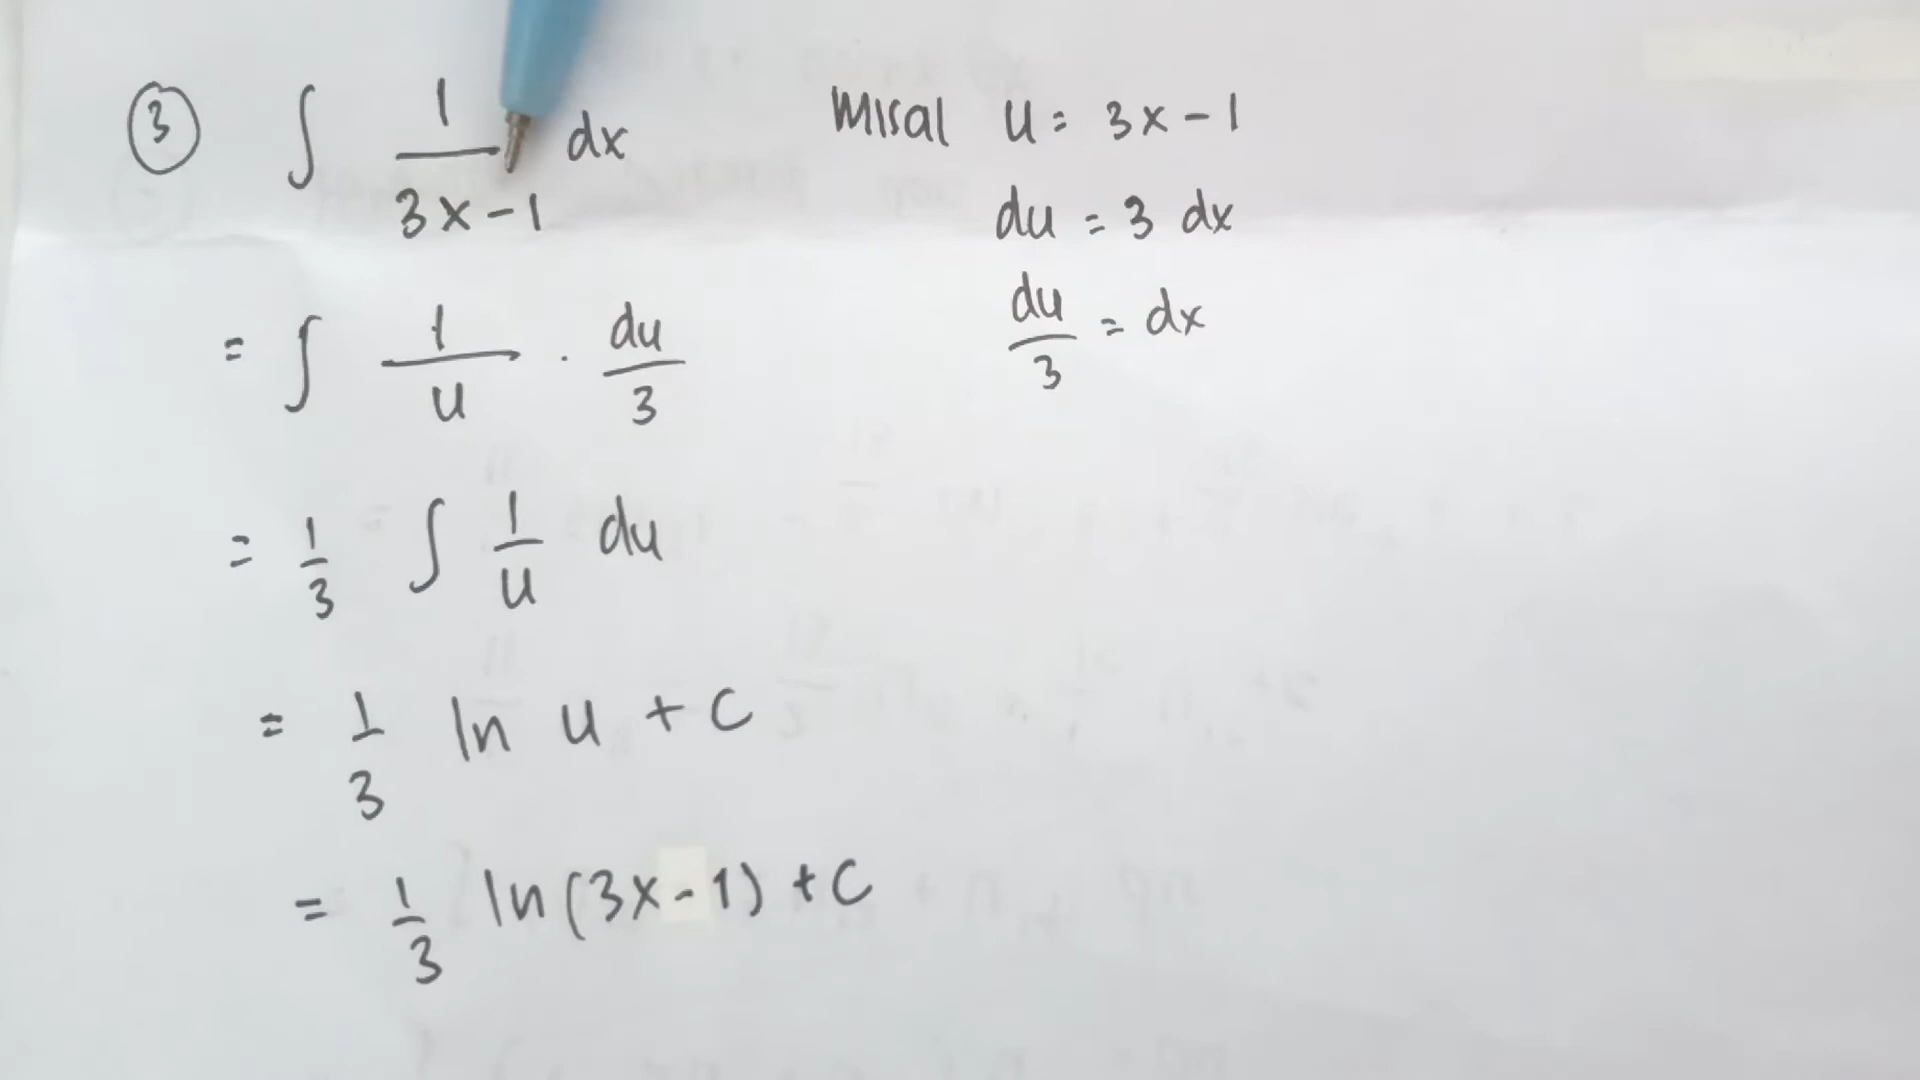 ③ ∫ 1/(3x-1) dx
Misal u = 3x - 1
du = 3 dx
du/3 = dx
= ∫ 1/u . du/3
= 1/3 ∫ 1/u du
= 1/3 ln u + c
= 1/3 ln(3x-1) + c